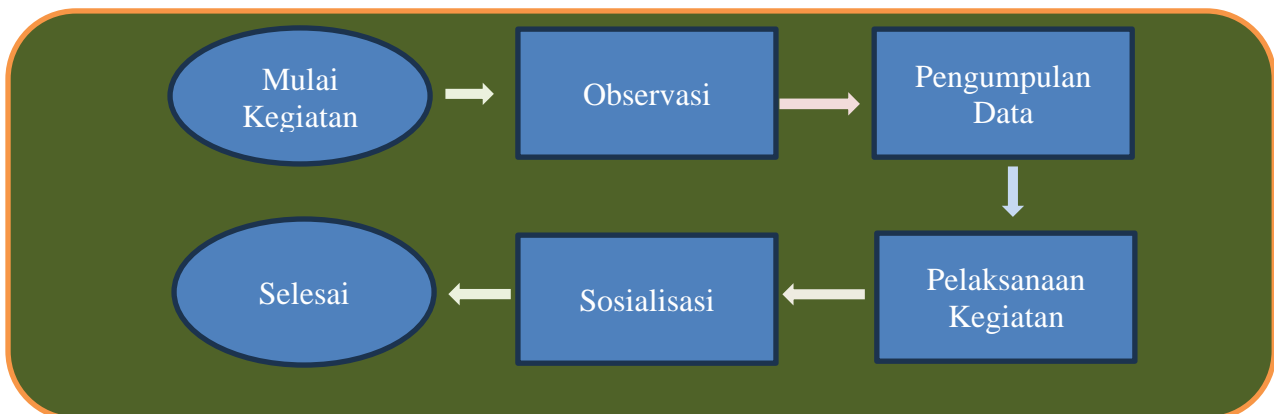 Mulai
Kegiatan
Observasi
Pengumpulan
Data
Pelaksanaan
Kegiatan
Sosialisasi
Selesai